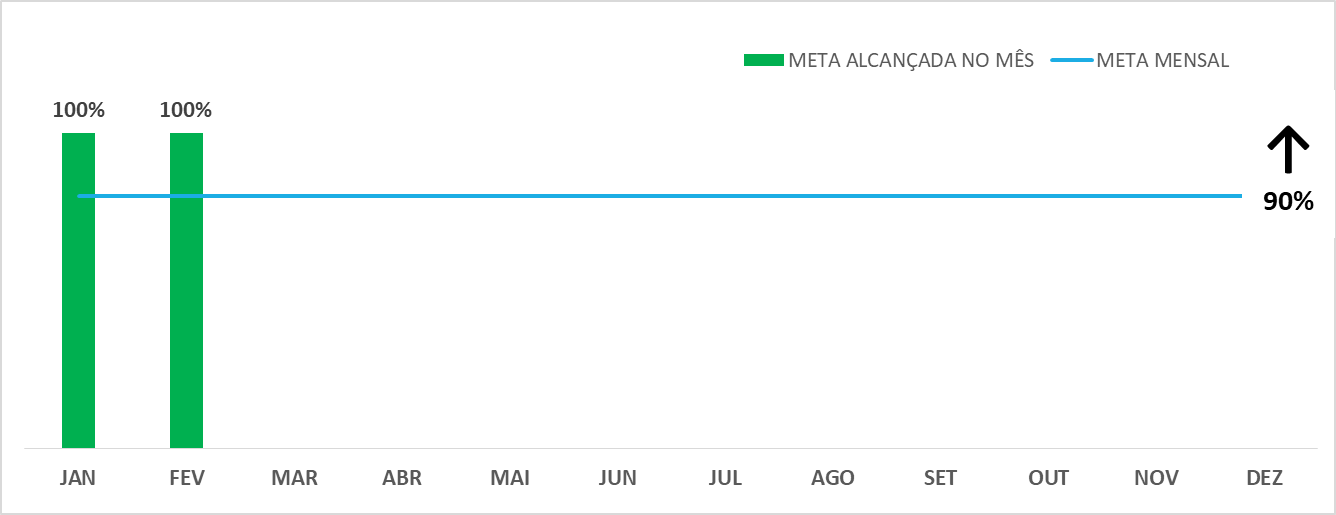 META ALCANÇADA NO MÊS META MENSAL
100% 100%
90%
JAN FEV MAR ABR MAI JUN JUL AGO SET OUT NOV DEZ